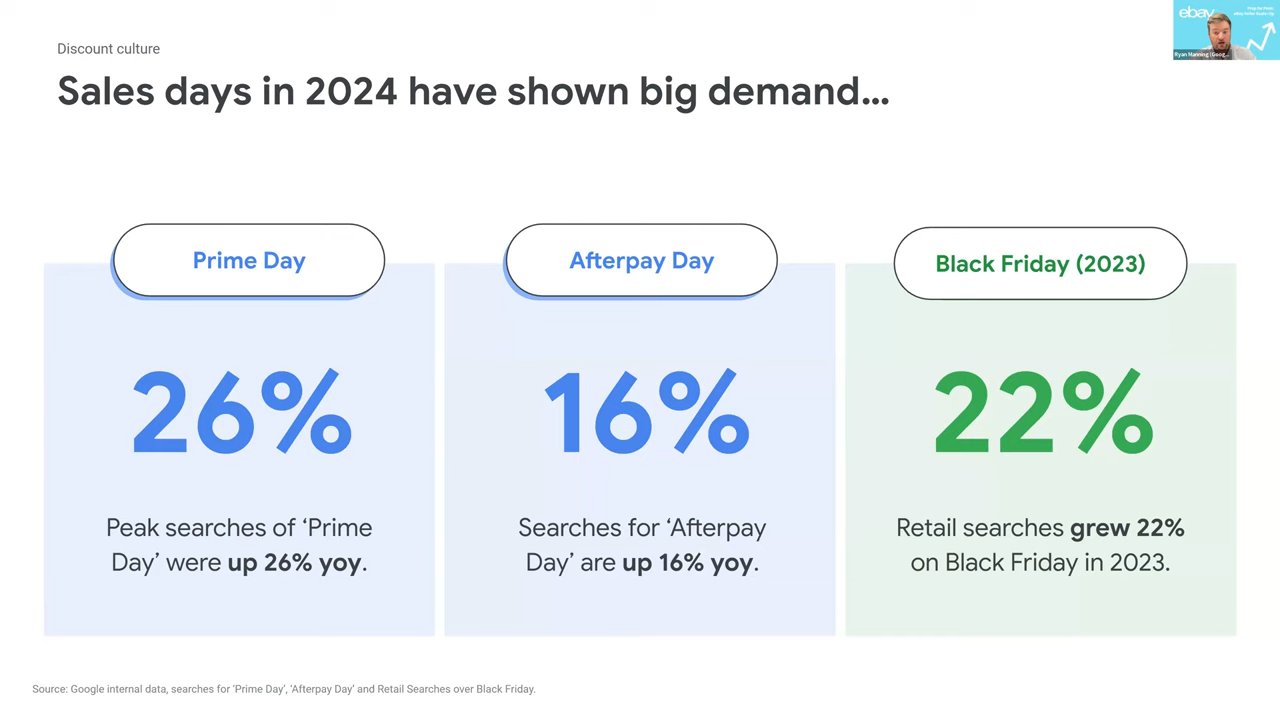 Discount culture
Sales days in 2024 have shown big demand...
Prime Day
26%
Peak searches of ‘Prime
Day’ were up 26% yoy.
Afterpay Day
16%
Searches for ‘Afterpay
Day’ are up 16% yoy.
Black Friday (2023)
22%
Retail searches grew 22%
on Black Friday in 2023.
Source: Google internal data, searches for ‘Prime Day’, ‘Afterpay Day’ and Retail Searches over Black Friday.
ebay
Ryan Manning (Goog...